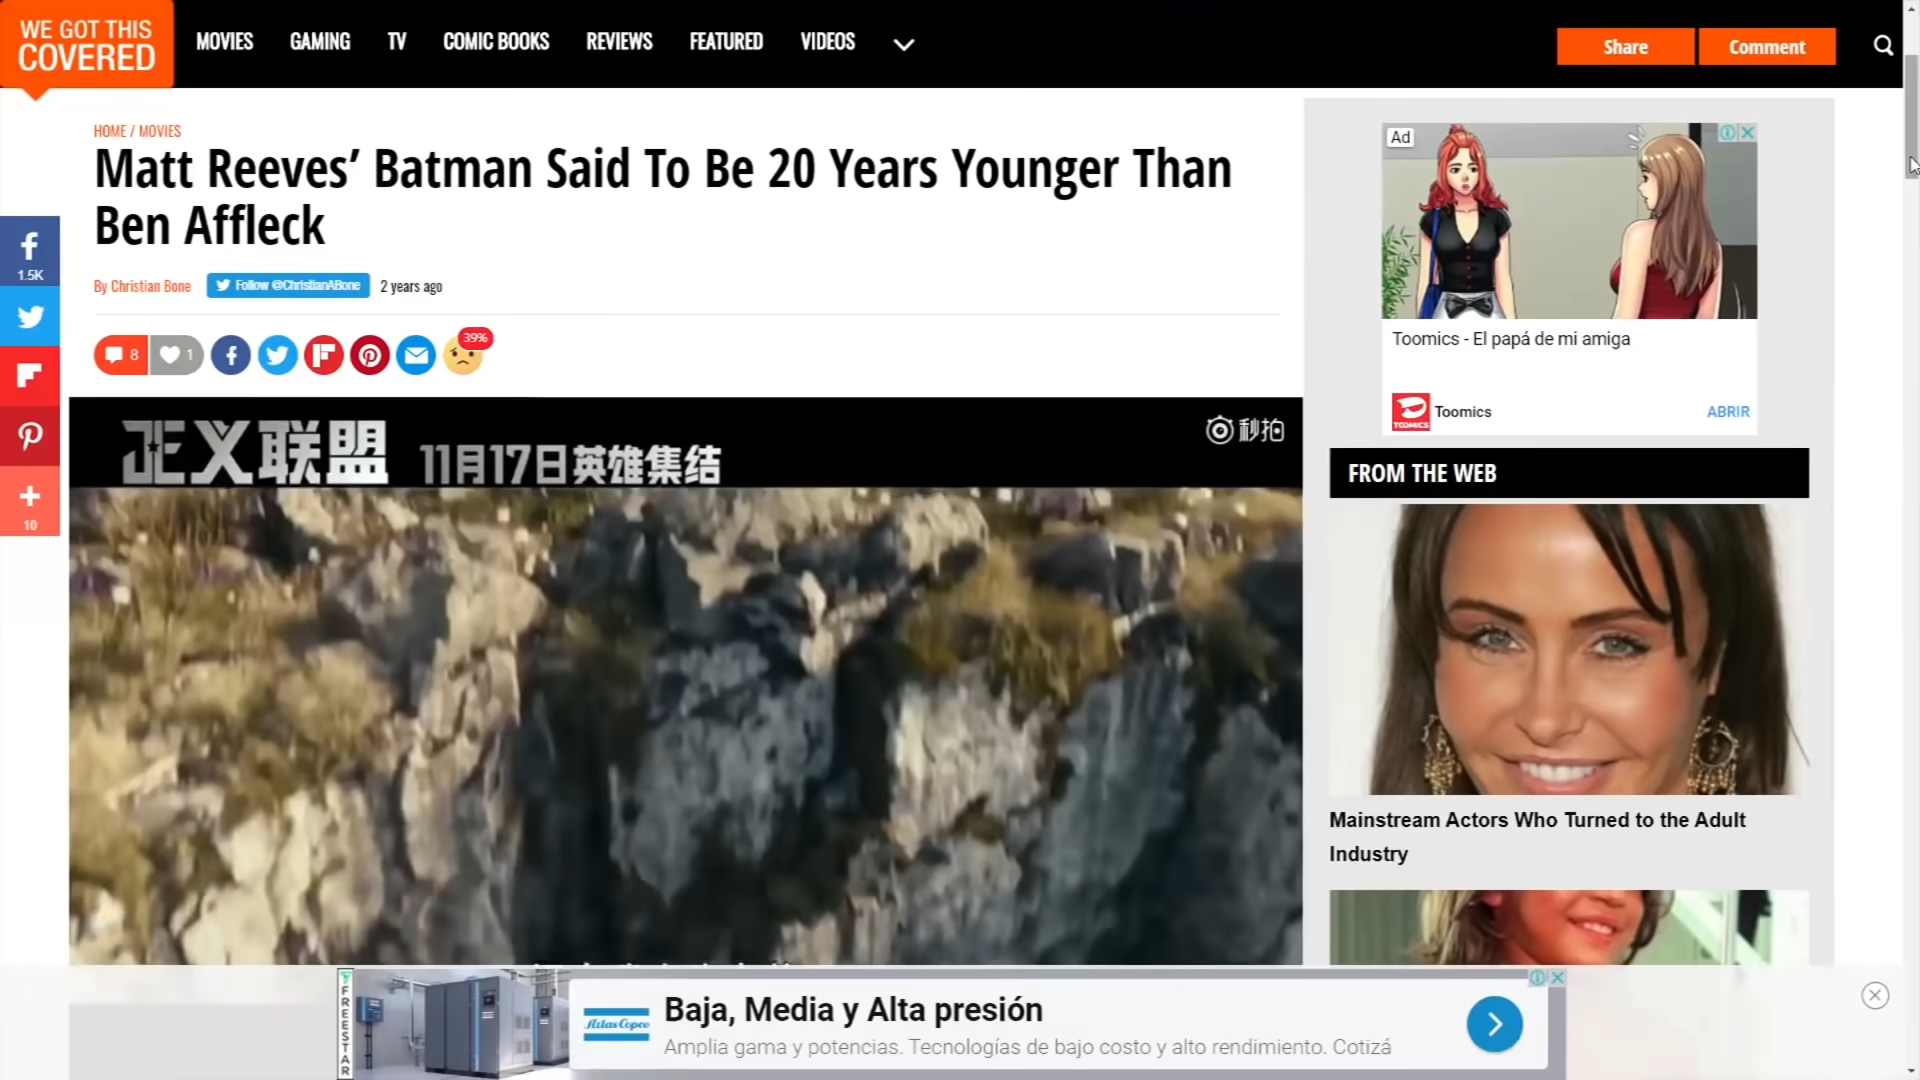 WE GOT THIS
COVERED
MOVIES
GAMING
TV
COMIC BOOKS
REVIEWS
FEATURED
VIDEOS
Share
Comment
HOME / MOVIES
Matt Reeves’ Batman Said To Be 20 Years Younger Than
Ben Affleck
By Christian Bone
Follow @ChristianABone
2 years ago
1.5K
10
8
1
39%
正义联盟
11月17日英雄集结
秒拍
Ad
Toomics - El papá de mi amiga
TOOMICS
Toomics
ABRIR
FROM THE WEB
Mainstream Actors Who Turned to the Adult
Industry
FREESTAR
Atlas Copco
Baja, Media y Alta presión
Amplia gama y potencias. Tecnologías de bajo costo y alto rendimiento. Cotizá